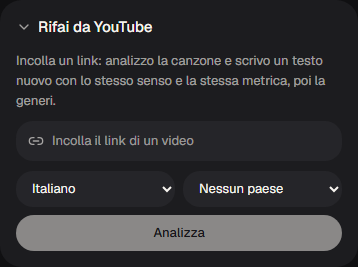 Rifai da YouTube
Incolla un link: analizzo la canzone e scrivo un testo
nuovo con lo stesso senso e la stessa metrica, poi la
generi.
Incolla il link di un video
Italiano
Nessun paese
Analizza